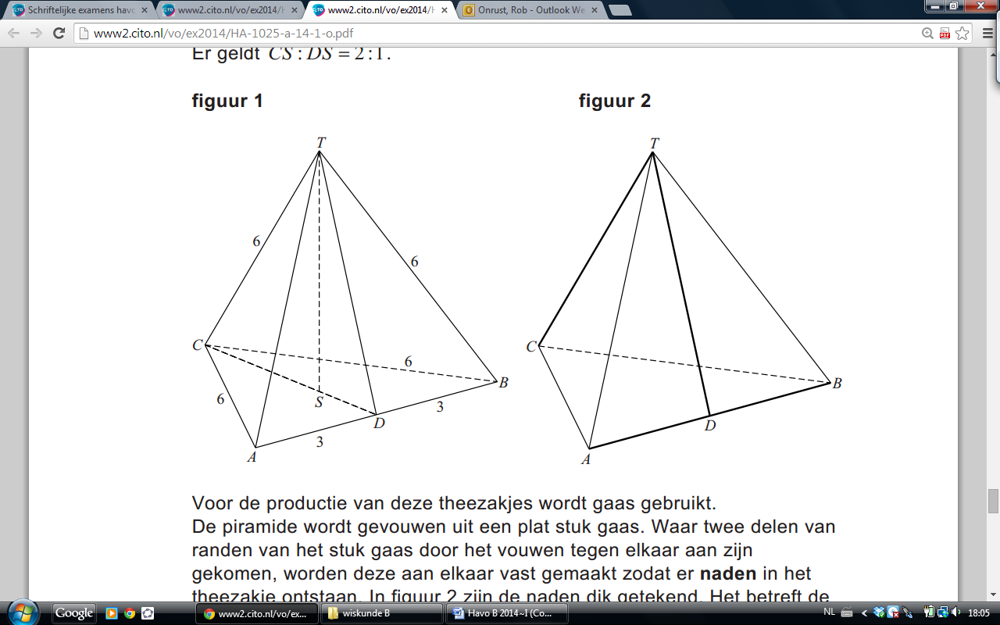 Schriftelijke examens havo
www2.cito.nl/vo/ex2014/H
www2.cito.nl/vo/ex2014/H
Onrust, Rob - Outlook We
www2.cito.nl/vo/ex2014/HA-1025-a-14-1-o.pdf
Er geldt CS : DS = 2 : 1 .
figuur 1
figuur 2
T
6
6
C
6
6
S
B
3
D
3
A
T
C
B
D
A
Voor de productie van deze theezakjes wordt gaas gebruikt.
De piramide wordt gevouwen uit een plat stuk gaas. Waar twee delen van
randen van het stuk gaas door het vouwen tegen elkaar aan zijn
gekomen, worden deze aan elkaar vast gemaakt zodat er naden in het
theezakje ontstaan. In figuur 2 zijn de naden dik getekend. Het betreft de
Google
www2.cito.nl/vo/ex...
wiskunde B
Havo B 2014~I (Co...
NL
18:05